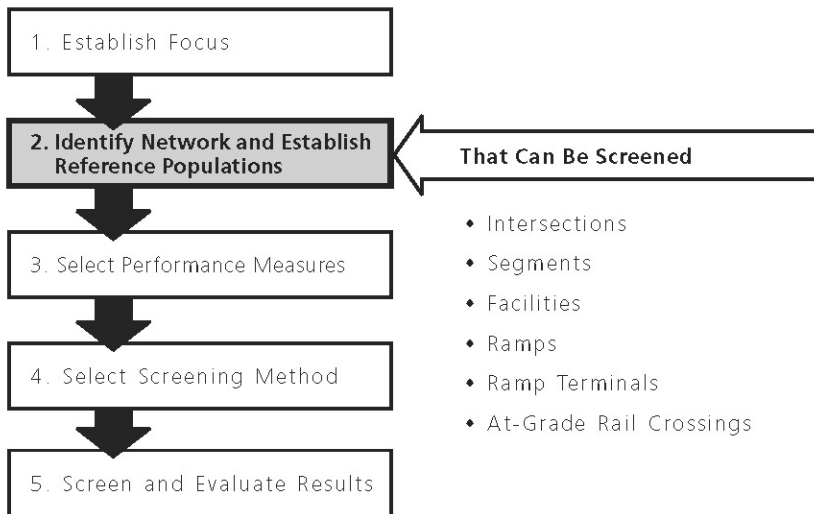 1. Establish Focus
2. Identify Network and Establish
Reference Populations
3. Select Performance Measures
4. Select Screening Method
5. Screen and Evaluate Results
That Can Be Screened
• Intersections
• Segments
• Facilities
• Ramps
• Ramp Terminals
• At-Grade Rail Crossings